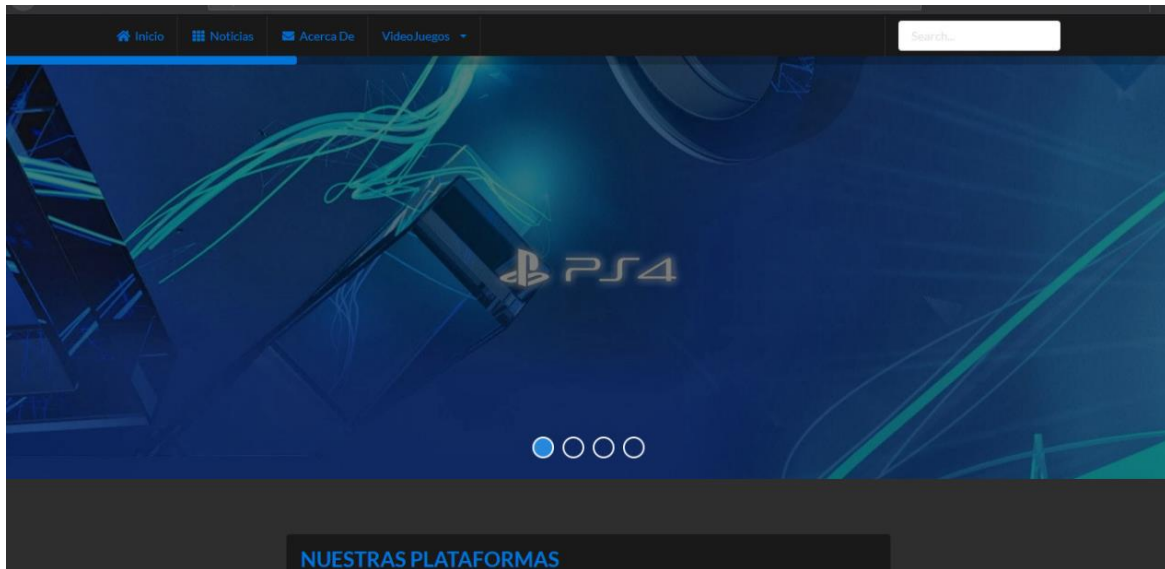 Inicio Noticias Acerca De VideoJuegos Search...
PS4
NUESTRAS PLATAFORMAS